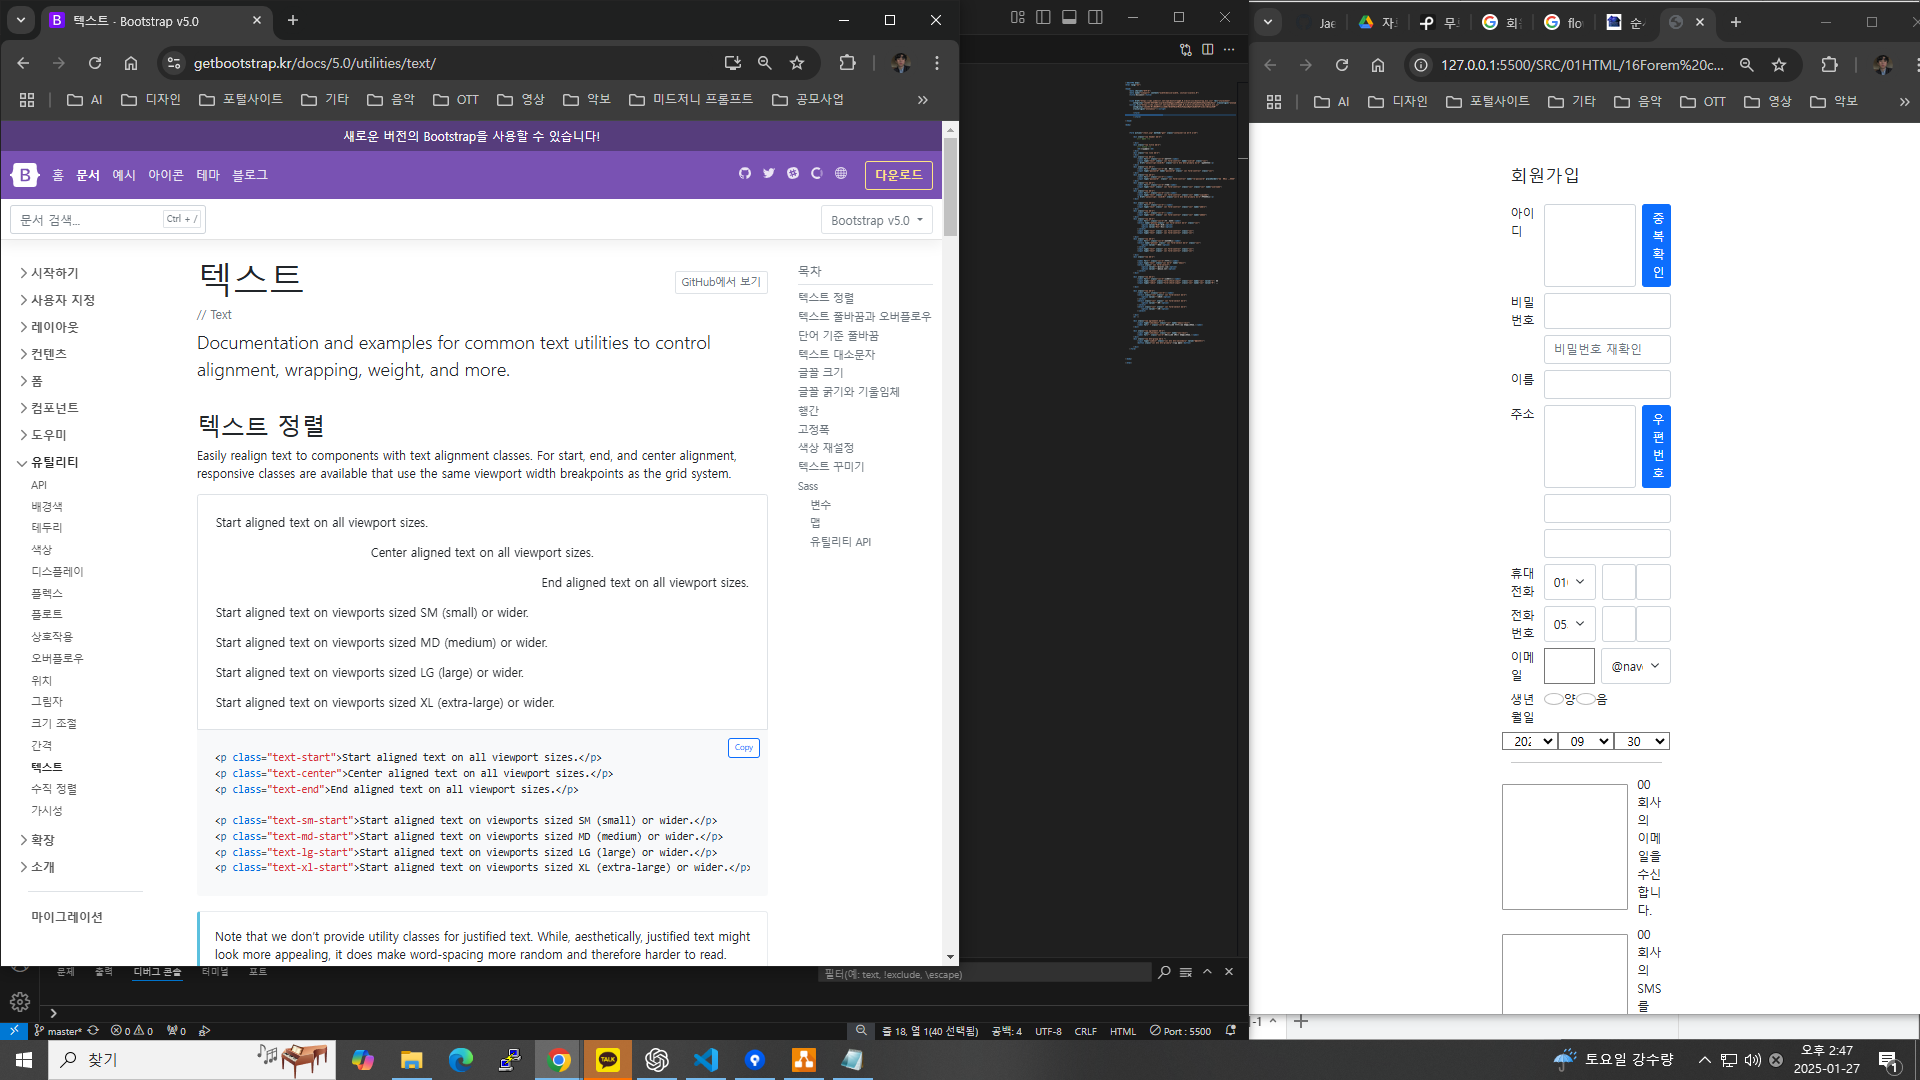 텍스트 · Bootstrap v5.0
getbootstrap.kr/docs/5.0/utilities/text/
AI
디자인
포털사이트
기타
음악
OTT
영상
악보
미드저니 프롬프트
공모사업
새로운 버전의 Bootstrap을 사용할 수 있습니다!
B 홈 문서 예시 아이콘 테마 블로그
다운로드
문서 검색...
Ctrl + /
Bootstrap v5.0
시작하기
사용자 지정
레이아웃
컨텐츠
폼
컴포넌트
도우미
유틸리티
API
배경색
테두리
색상
디스플레이
플렉스
플로트
상호작용
오버플로우
위치
그림자
크기 조절
간격
텍스트
수직 정렬
가시성
확장
소개
마이그레이션
텍스트
GitHub에서 보기
// Text
Documentation and examples for common text utilities to control
alignment, wrapping, weight, and more.
텍스트 정렬
Easily realign text to components with text alignment classes. For start, end, and center alignment,
responsive classes are available that use the same viewport width breakpoints as the grid system.
Start aligned text on all viewport sizes.
Center aligned text on all viewport sizes.
End aligned text on all viewport sizes.
Start aligned text on viewports sized SM (small) or wider.
Start aligned text on viewports sized MD (medium) or wider.
Start aligned text on viewports sized LG (large) or wider.
Start aligned text on viewports sized XL (extra-large) or wider.
Copy
<p class="text-start">Start aligned text on all viewport sizes.</p>
<p class="text-center">Center aligned text on all viewport sizes.</p>
<p class="text-end">End aligned text on all viewport sizes.</p>
<p class="text-sm-start">Start aligned text on viewports sized SM (small) or wider.</p>
<p class="text-md-start">Start aligned text on viewports sized MD (medium) or wider.</p>
<p class="text-lg-start">Start aligned text on viewports sized LG (large) or wider.</p>
<p class="text-xl-start">Start aligned text on viewports sized XL (extra-large) or wider.</p>
Note that we don't provide utility classes for justified text. While, aesthetically, justified text might
look more appealing, it does make word-spacing more random and therefore harder to read.
목차
텍스트 정렬
텍스트 줄바꿈과 오버플로우
단어 기준 줄바꿈
텍스트 대소문자
글꼴 크기
글꼴 굵기와 기울임체
행간
고정폭
색상 재설정
텍스트 꾸미기
Sass
변수
맵
유틸리티 API
문제 출력 디버그 콘솔 터미널 포트
필터(예: text, !exclude, \escape)
master* 0 0 0
줄 18, 열 1(40 선택됨) 공백: 4 UTF-8 CRLF HTML Port : 5500
Jae
자
무
회
flo
순
127.0.0.1:5500/SRC/01HTML/16Forem%20c...
AI
디자인
포털사이트
기타
음악
OTT
영상
악보
회원가입
아이
디
중
복
확
인
비밀
번호
비밀번호 재확인
이름
주소
우
편
번
호
휴대
전화
01
전화
번호
05
이메
일
@nav
생년
월일
양 음
202 09 30
00
회사
의
이메
일을
수신
합니
다.
00
회사
의
SMS
를
-1
찾기
TALK
토요일 강수량
오후 2:47
2025-01-27
1